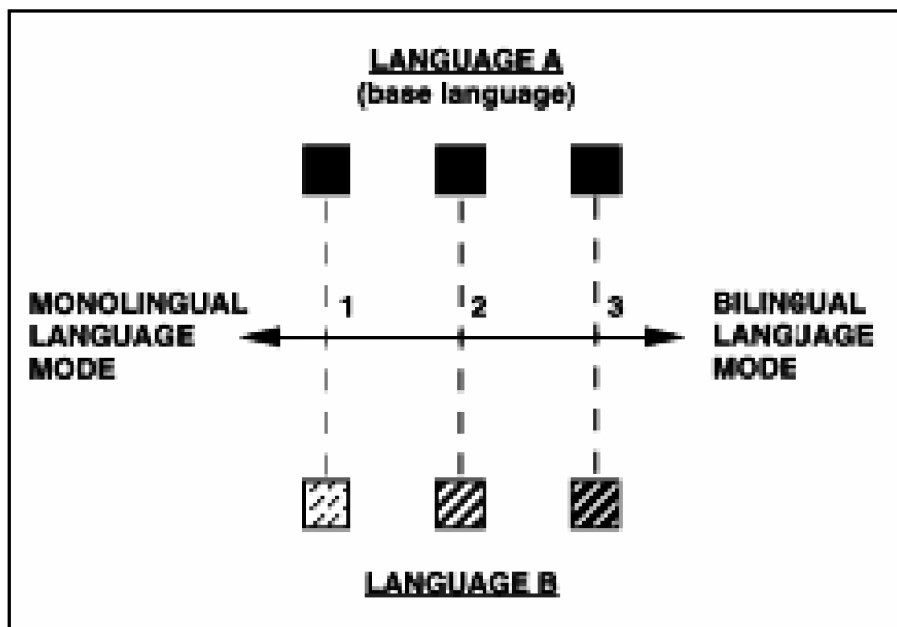 LANGUAGE A
(base language)
1 2 3
MONOLINGUAL
LANGUAGE
MODE
BILINGUAL
LANGUAGE
MODE
LANGUAGE B